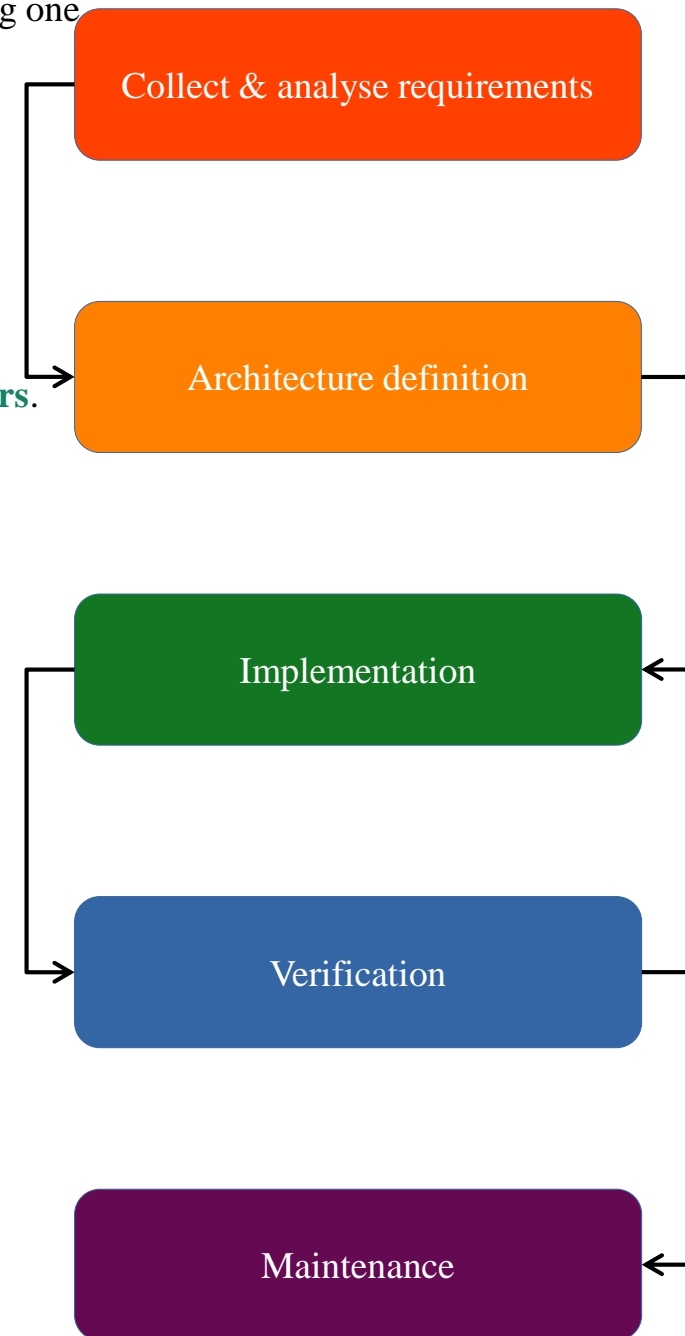 g one
Collect & analyse requirements
Architecture definition
rs.
Implementation
Verification
Maintenance